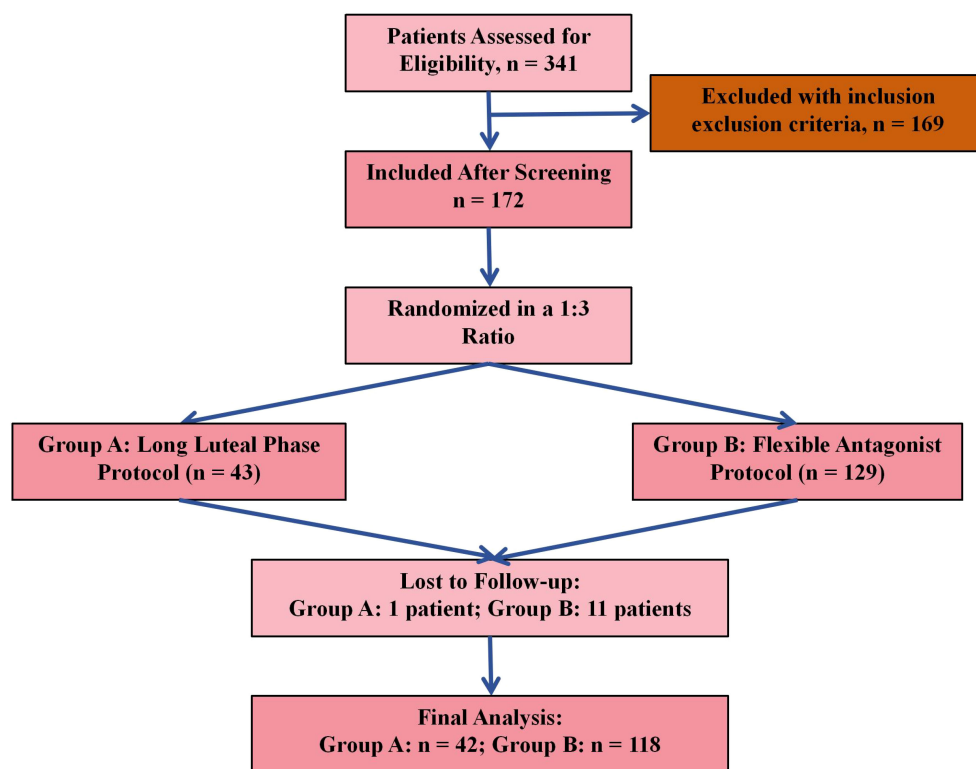 Patients Assessed for
Eligibility, n = 341
Excluded with inclusion
exclusion criteria, n = 169
Included After Screening
n = 172
Randomized in a 1:3
Ratio
Group A: Long Luteal Phase
Protocol (n = 43)
Group B: Flexible Antagonist
Protocol (n = 129)
Lost to Follow-up:
Group A: 1 patient; Group B: 11 patients
Final Analysis:
Group A: n = 42; Group B: n = 118